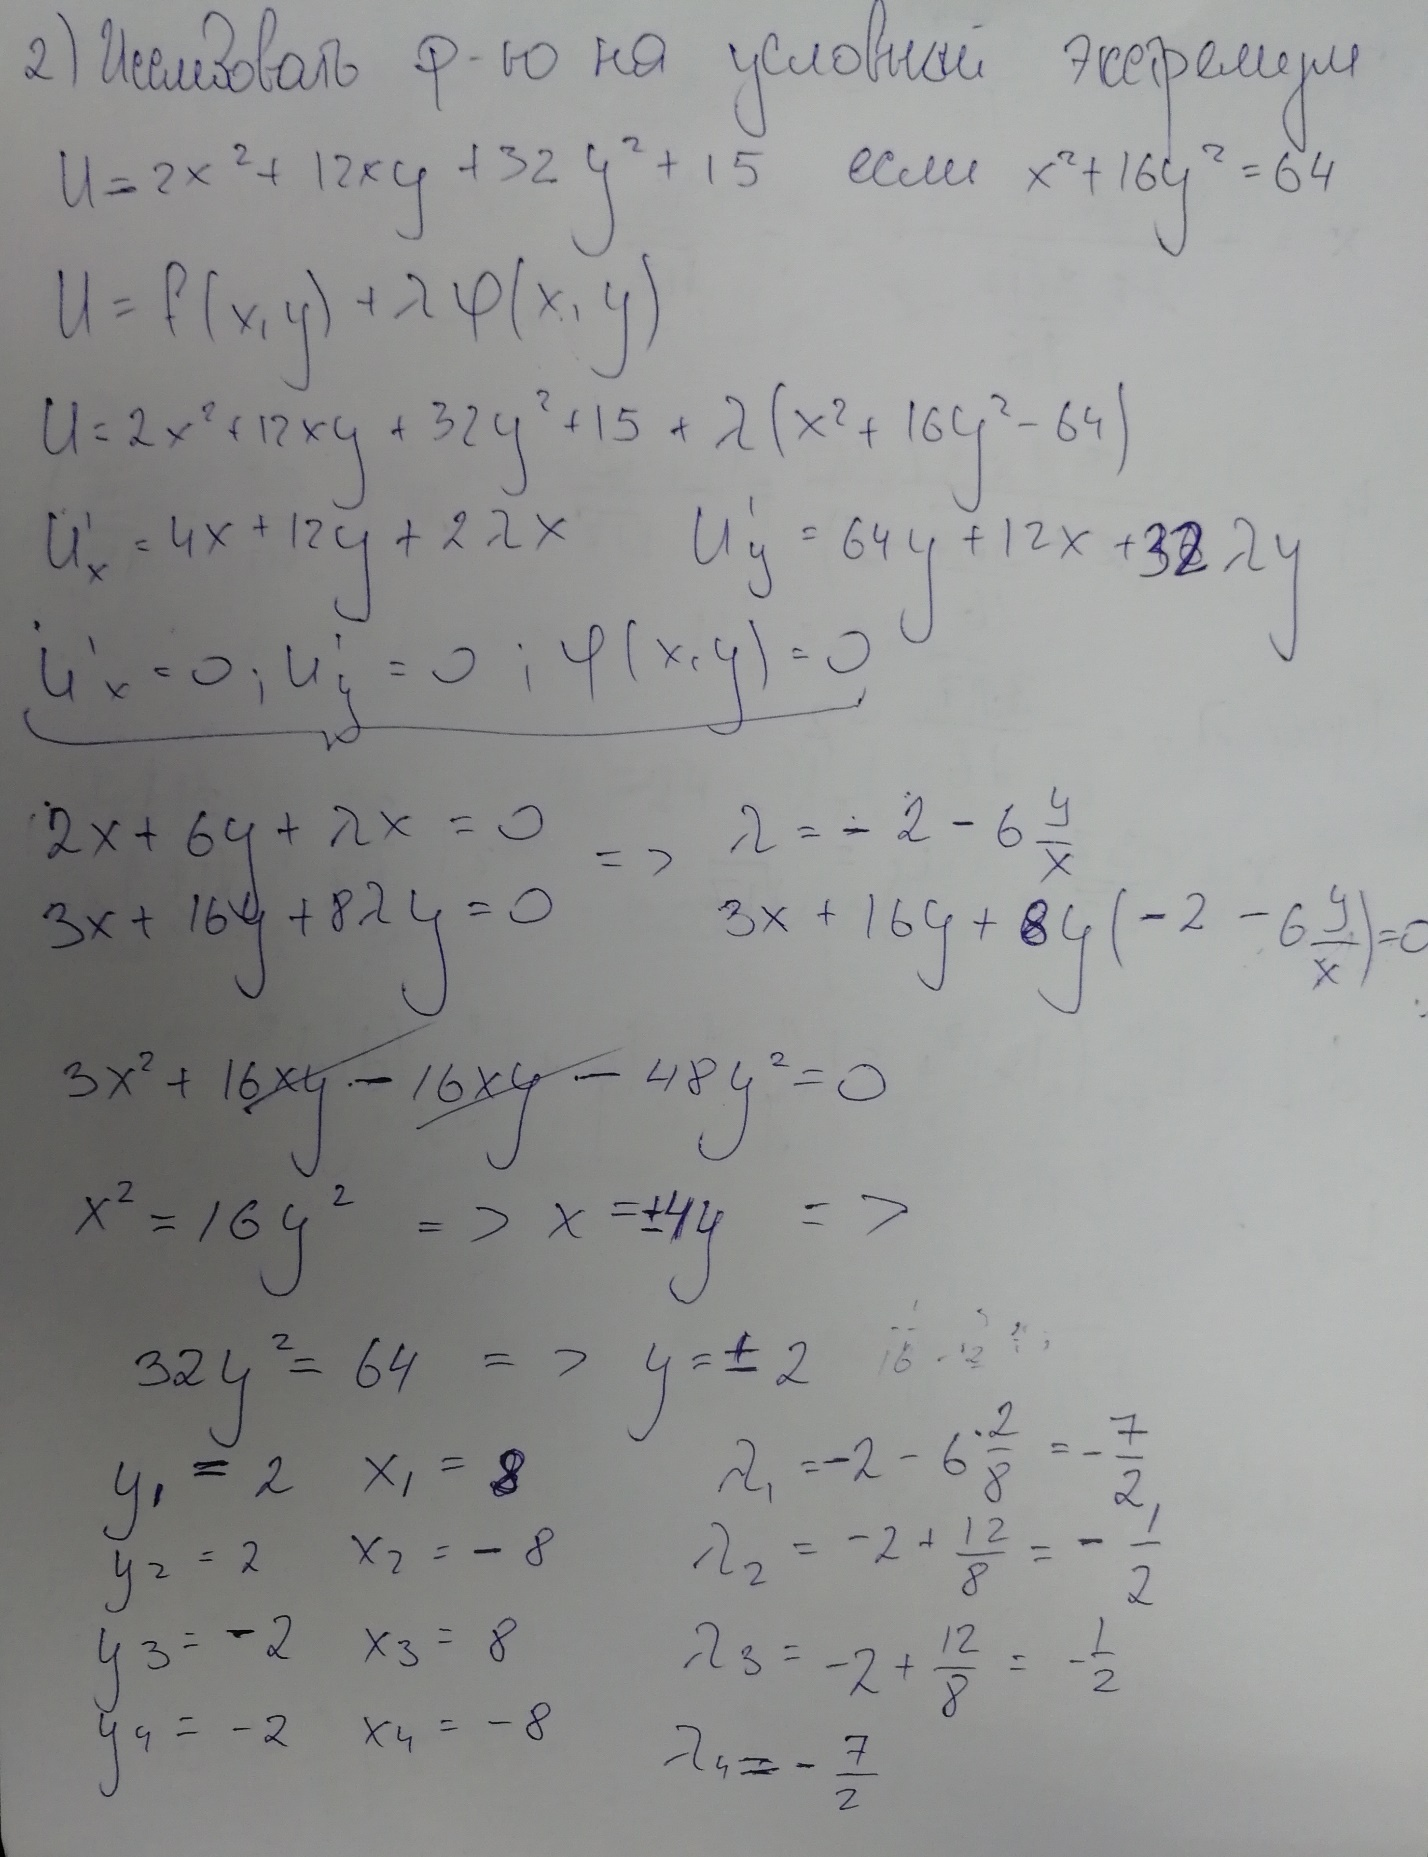 2) Исследовать ф-ю на условный экстремум
U = 2x² + 12xy + 32y² + 15 если x² + 16y² = 64
U = f(x, y) + λφ(x, y)
U = 2x² + 12xy + 32y² + 15 + λ(x² + 16y² - 64)
U'x = 4x + 12y + 2λx U'y = 64y + 12x + 32λy
U'x = 0; U'y = 0; φ(x, y) = 0
2x + 6y + λx = 0 => λ = -2 - 6 y/x
3x + 16y + 8λy = 0 3x + 16y + 8y(-2 - 6 y/x) = 0
3x² + 16xy - 16xy - 48y² = 0
x² = 16y² => x = ±4y =>
32y² = 64 => y = ±2
y₁ = 2 x₁ = 8 λ₁ = -2 - 6·2/8 = -7/2
y₂ = 2 x₂ = -8 λ₂ = -2 + 12/8 = -1/2
y₃ = -2 x₃ = 8 λ₃ = -2 + 12/8 = -1/2
y₄ = -2 x₄ = -8 λ₄ = -7/2